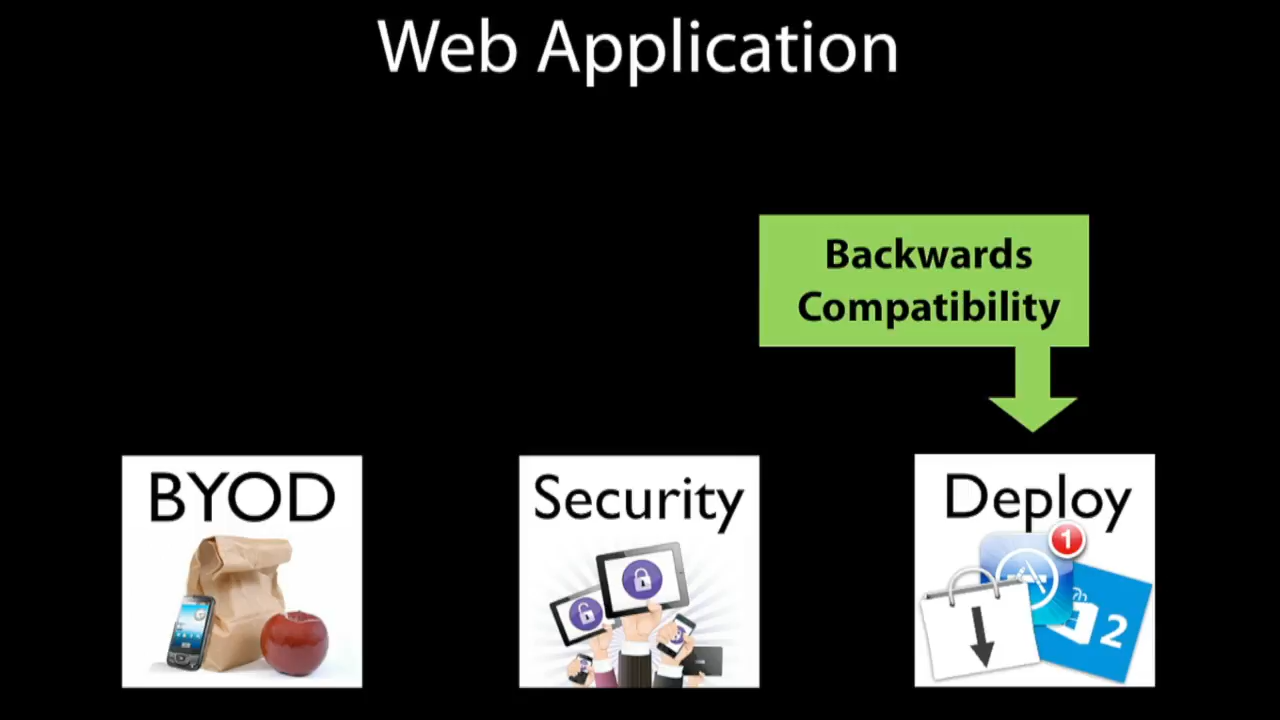 Web Application
Backwards
Compatibility
BYOD
Security
Deploy
1
2